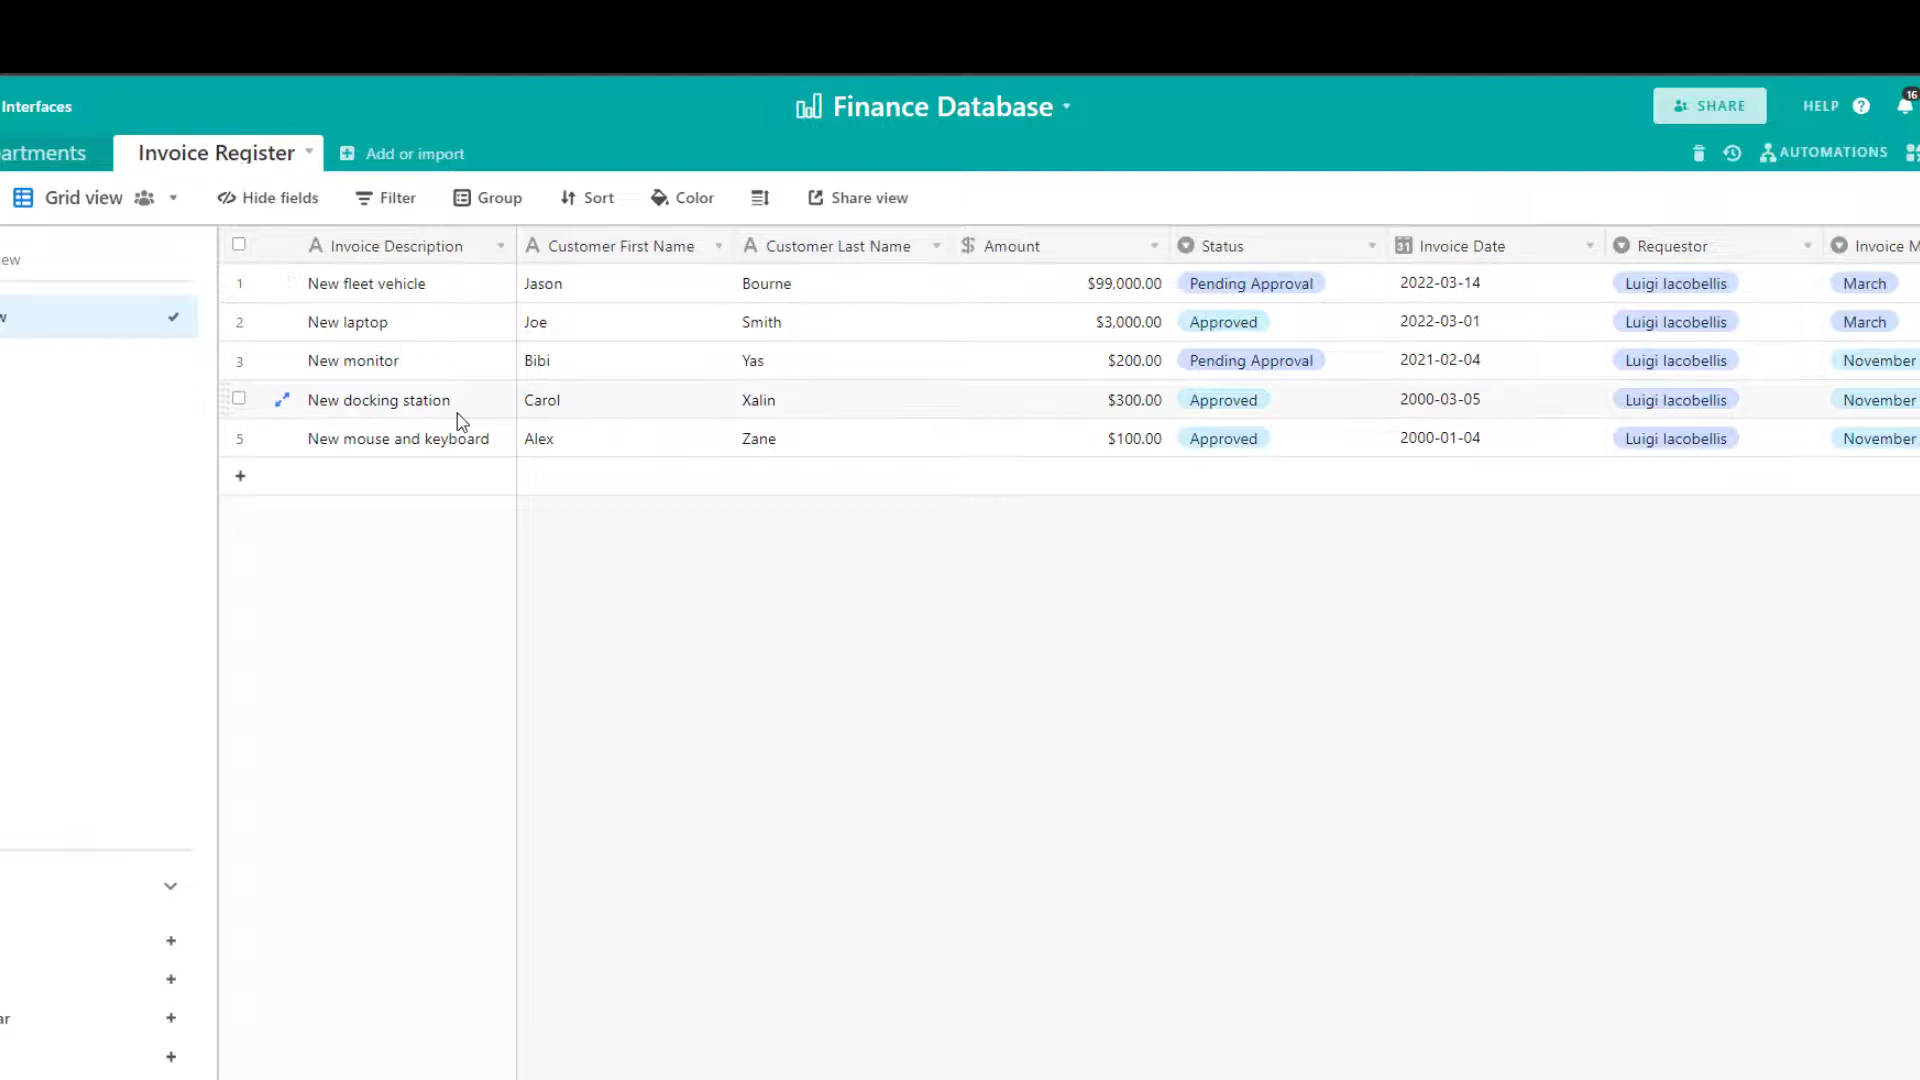 Interfaces
Finance Database
SHARE
HELP
16
artments
Invoice Register
Add or import
AUTOMATIONS
Grid view
Hide fields
Filter
Group
Sort
Color
Share view
ew
w
ar
Invoice Description Customer First Name Customer Last Name $ Amount Status 31 Invoice Date Requestor Invoice M
1 New fleet vehicle Jason Bourne $99,000.00 Pending Approval 2022-03-14 Luigi Iacobellis March
2 New laptop Joe Smith $3,000.00 Approved 2022-03-01 Luigi Iacobellis March
3 New monitor Bibi Yas $200.00 Pending Approval 2021-02-04 Luigi Iacobellis November
New docking station Carol Xalin $300.00 Approved 2000-03-05 Luigi Iacobellis November
5 New mouse and keyboard Alex Zane $100.00 Approved 2000-01-04 Luigi Iacobellis November